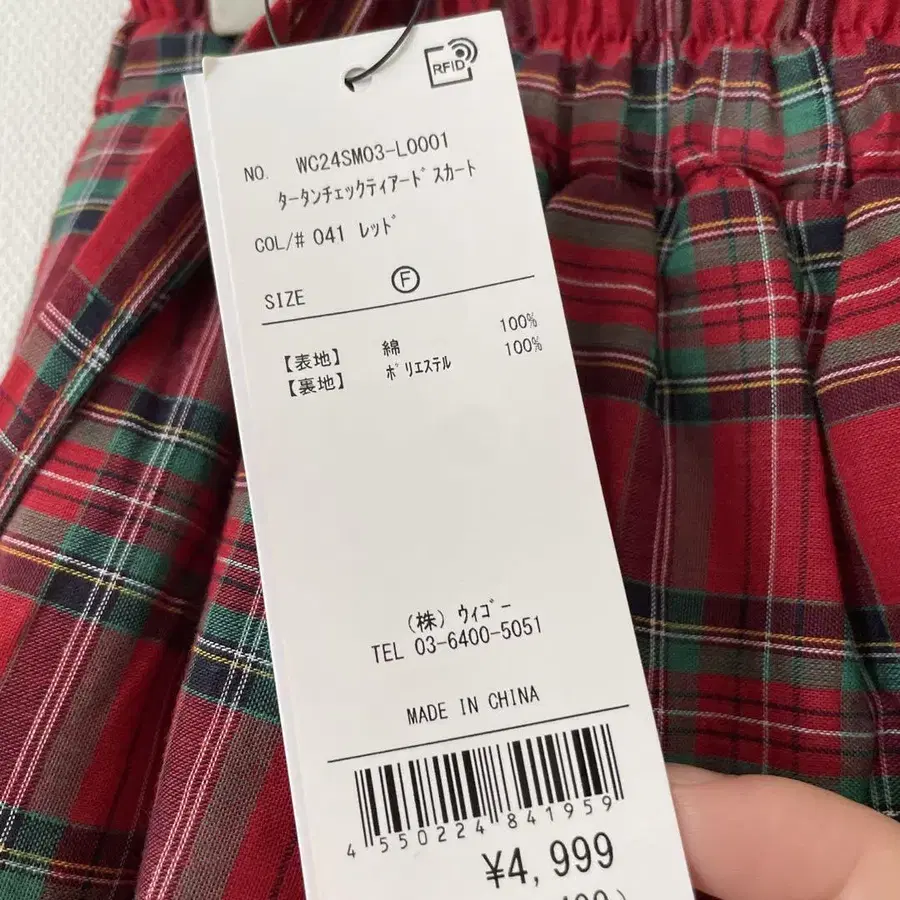 RFID
NO. WC24SM03-L0001
ﾀｰﾀﾝﾁｪｯｸﾃｨｱｰﾄﾞｽｶｰﾄ
COL/# 041 ﾚｯﾄﾞ
SIZE Ⓕ
【表地】 綿 100%
【裏地】 ﾎﾟﾘｴｽﾃﾙ 100%
(株) ｳｨｺﾞｰ
TEL 03-6400-5051
MADE IN CHINA
4 550224 841959
¥4,999